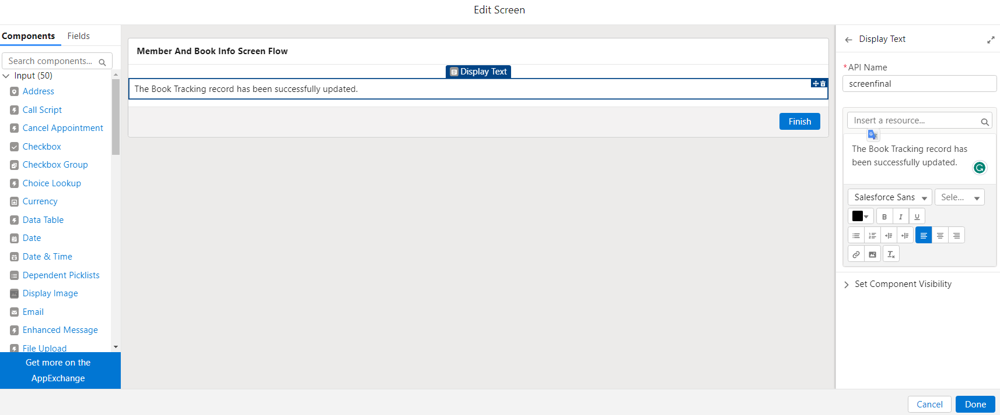 Edit Screen
Components Fields
Search components...
Input (50)
Address
Call Script
Cancel Appointment
Checkbox
Checkbox Group
Choice Lookup
Currency
Data Table
Date
Date & Time
Dependent Picklists
Display Image
Email
Enhanced Message
File Upload
Get more on the
AppExchange
Member And Book Info Screen Flow
Display Text
The Book Tracking record has been successfully updated.
Finish
Display Text
*API Name
screenfinal
Insert a resource...
The Book Tracking record has
been successfully updated.
Salesforce Sans Sele...
B I U
Set Component Visibility
Cancel Done